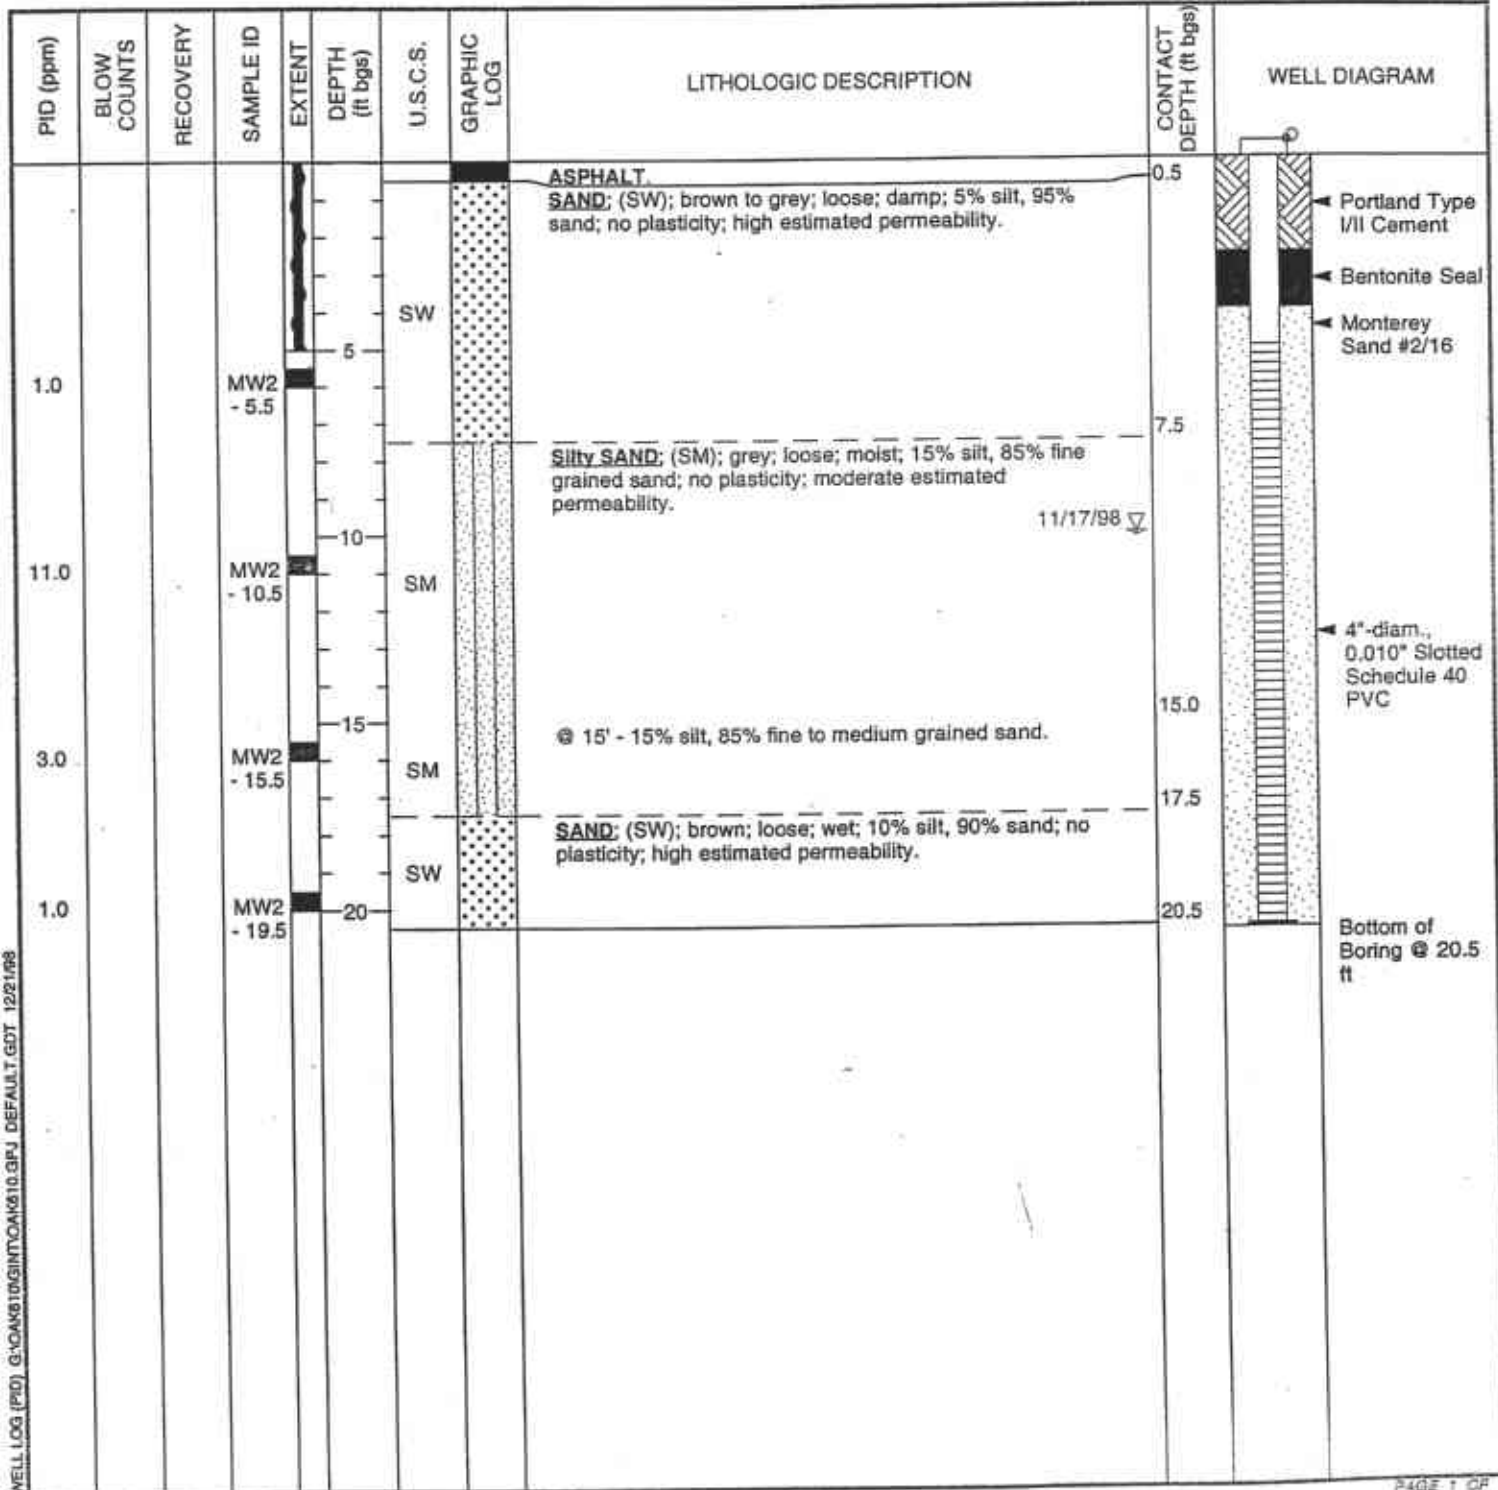 PID (ppm)
BLOW
COUNTS
RECOVERY
SAMPLE ID
EXTENT
DEPTH
(ft bgs)
U.S.C.S.
GRAPHIC
LOG
LITHOLOGIC DESCRIPTION
CONTACT
DEPTH (ft bgs)
WELL DIAGRAM
ASPHALT.
0.5
SAND; (SW); brown to grey; loose; damp; 5% silt, 95%
sand; no plasticity; high estimated permeability.
Portland Type
I/II Cement
Bentonite Seal
SW
Monterey
Sand #2/16
5
1.0
MW2
- 5.5
7.5
Silty SAND; (SM); grey; loose; moist; 15% silt, 85% fine
grained sand; no plasticity; moderate estimated
permeability.
11/17/98
10
11.0
MW2
- 10.5
SM
4"-diam.,
0.010" Slotted
Schedule 40
PVC
15.0
15
@ 15' - 15% silt, 85% fine to medium grained sand.
3.0
MW2
- 15.5
SM
17.5
SAND; (SW); brown; loose; wet; 10% silt, 90% sand; no
plasticity; high estimated permeability.
SW
1.0
MW2
- 19.5
20
20.5
Bottom of
Boring @ 20.5
ft
WELL LOG (PID) G:\OAK610\GINT\OAK610.GPJ DEFAULT.GDT 12/21/98
PAGE 1 OF